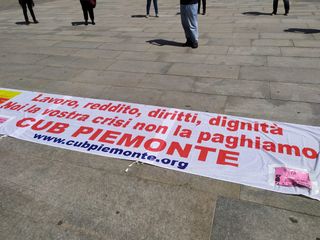 Lavoro, reddito, diritti, dignità
Noi la vostra crisi non la paghiamo
CUB PIEMONTE
www.cubpiemonte.org